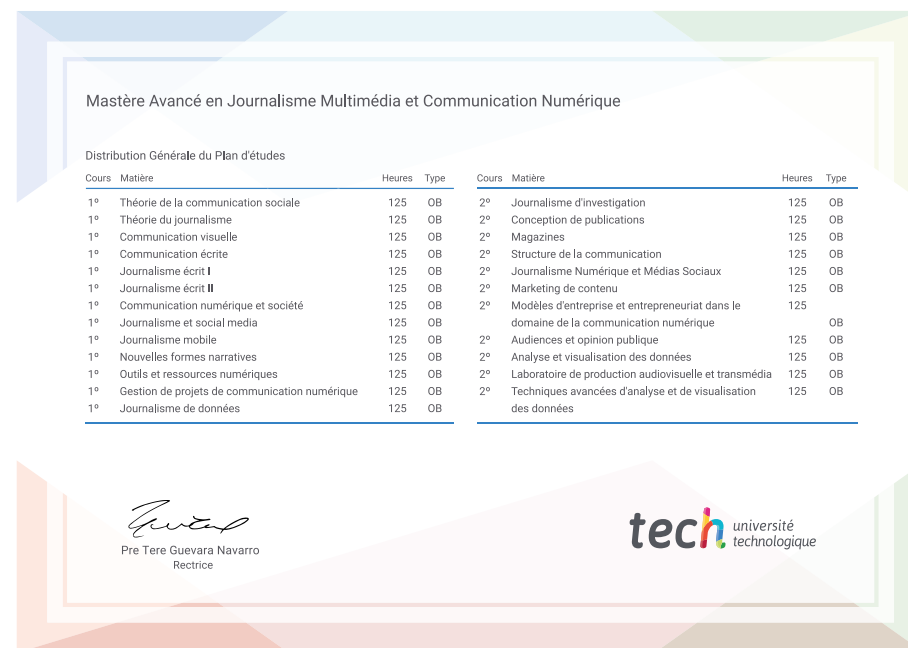 Mastère Avancé en Journalisme Multimédia et Communication Numérique
Distribution Générale du Plan d'études
Cours Matière Heures Type
1º Théorie de la communication sociale 125 OB
1º Théorie du journalisme 125 OB
1º Communication visuelle 125 OB
1º Communication écrite 125 OB
1º Journalisme écrit I 125 OB
1º Journalisme écrit II 125 OB
1º Communication numérique et société 125 OB
1º Journalisme et social media 125 OB
1º Journalisme mobile 125 OB
1º Nouvelles formes narratives 125 OB
1º Outils et ressources numériques 125 OB
1º Gestion de projets de communication numérique 125 OB
1º Journalisme de données 125 OB
Cours Matière Heures Type
2º Journalisme d'investigation 125 OB
2º Conception de publications 125 OB
2º Magazines 125 OB
2º Structure de la communication 125 OB
2º Journalisme Numérique et Médias Sociaux 125 OB
2º Marketing de contenu 125 OB
2º Modèles d'entreprise et entrepreneuriat dans le 125
domaine de la communication numérique OB
2º Audiences et opinion publique 125 OB
2º Analyse et visualisation des données 125 OB
2º Laboratoire de production audiovisuelle et transmédia 125 OB
2º Techniques avancées d'analyse et de visualisation 125 OB
des données
Pre Tere Guevara Navarro
Rectrice
tech université
technologique